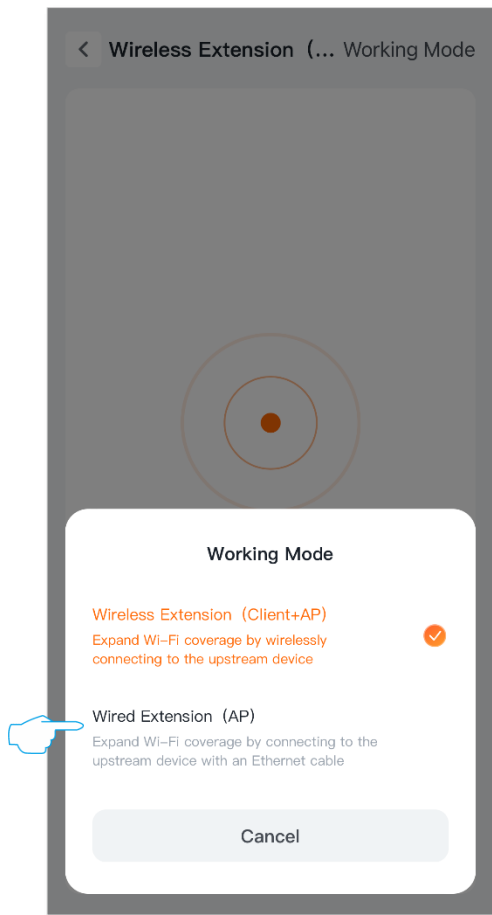 Wireless Extension（... Working Mode
Working Mode
Wireless Extension（Client+AP）
Expand Wi-Fi coverage by wirelessly
connecting to the upstream device
Wired Extension（AP）
Expand Wi-Fi coverage by connecting to the
upstream device with an Ethernet cable
Cancel